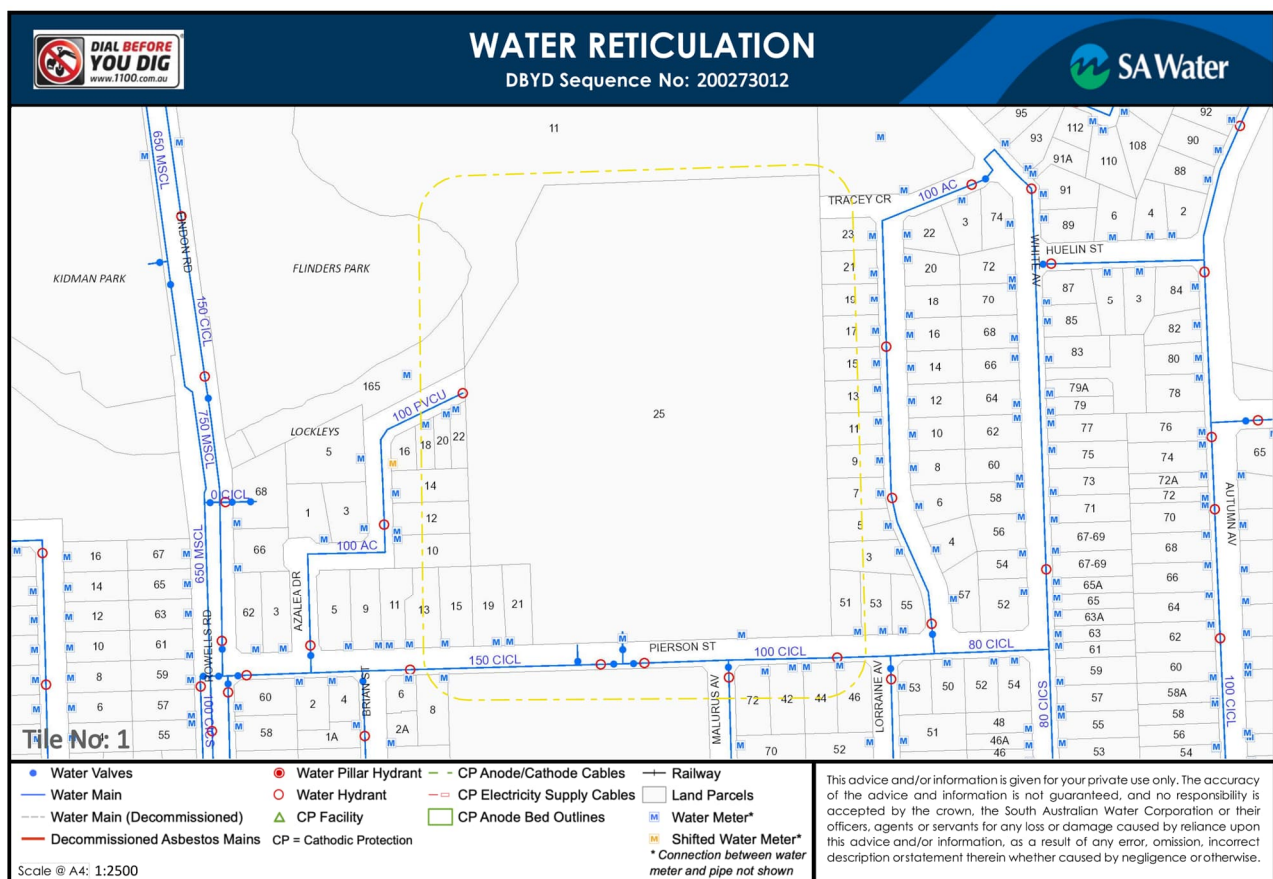 DIAL BEFORE
YOU DIG
www.1100.com.au
WATER RETICULATION
DBYD Sequence No: 200273012
SA Water
11
95
92
93
112
108
90
91A
110
88
650 MSCL
TRACEY CR
100 AC
91
3
74
6
4
2
89
23
22
WHITE AV
HUELIN ST
NDON RD
KIDMAN PARK
FLINDERS PARK
21
20
72
87
5
3
84
19
18
70
85
82
150 CICL
17
16
68
83
80
15
14
66
79A
78
165
13
12
64
79
100 PVCU
25
11
10
62
77
76
750 MSCL
LOCKLEYS
5
16
18
20
22
9
8
60
75
74
65
68
14
7
6
58
73
72A
72
0 CICL
1
3
12
5
4
56
71
70
AUTUMN AV
650 MSCL
66
100 AC
10
3
54
67-69
68
16
67
67-69
66
14
65
AZALEA DR
57
52
65A
12
63
62
3
5
9
11
13
15
19
21
51
53
55
65
64
63A
10
61
ROWELLS RD
PIERSON ST
63
62
61
8
59
150 CICL
100 CICL
80 CICL
59
60
6
57
60
2
4
BRIAN ST
6
8
MALURUS AV
72
42
44
46
LORRAINE AV
53
50
52
54
57
58A
80 CICS
100 CICL
58
Tile No: 1
4
55
100 CICS
58
1A
2A
70
52
51
48
46A
46
55
56
53
54
Water Valves
Water Main
Water Main (Decommissioned)
Decommissioned Asbestos Mains
Scale @ A4: 1:2500
Water Pillar Hydrant
Water Hydrant
CP Facility
CP = Cathodic Protection
CP Anode/Cathode Cables
CP Electricity Supply Cables
CP Anode Bed Outlines
Railway
Land Parcels
M Water Meter*
M Shifted Water Meter*
* Connection between water
meter and pipe not shown
This advice and/or information is given for your private use only. The accuracy
of the advice and information is not guaranteed, and no responsibility is
accepted by the crown, the South Australian Water Corporation or their
officers, agents or servants for any loss or damage caused by reliance upon
this advice and/or information, as a result of any error, omission, incorrect
description or statement therein whether caused by negligence or otherwise.